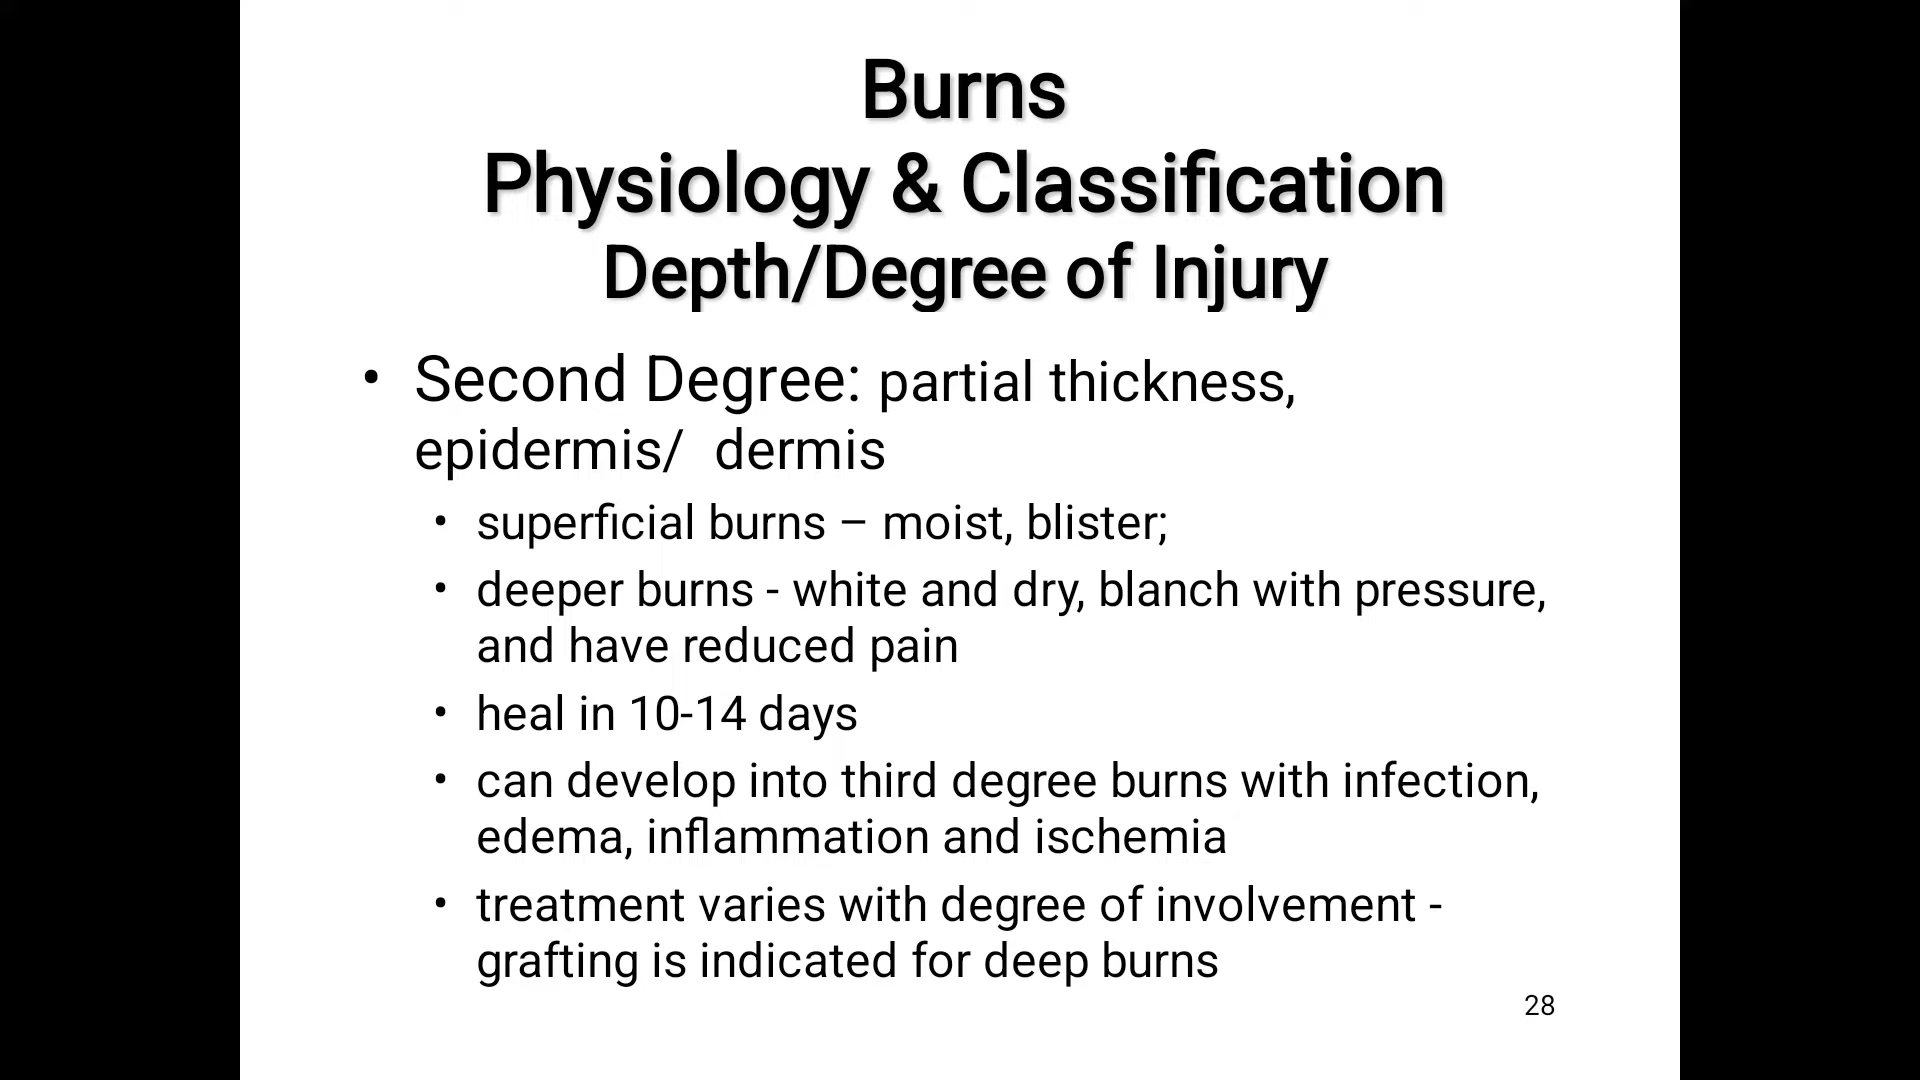 Burns
Physiology & Classification
Depth/Degree of Injury
• Second Degree: partial thickness,
epidermis/  dermis
• superficial burns – moist, blister;
• deeper burns - white and dry, blanch with pressure,
and have reduced pain
• heal in 10-14 days
• can develop into third degree burns with infection,
edema, inflammation and ischemia
• treatment varies with degree of involvement -
grafting is indicated for deep burns
28